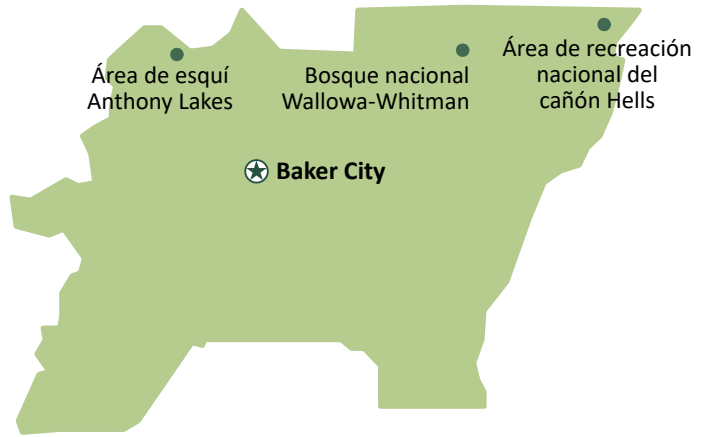 Área de esquí
Anthony Lakes
Bosque nacional
Wallowa-Whitman
Área de recreación
nacional del
cañón Hells
Baker City